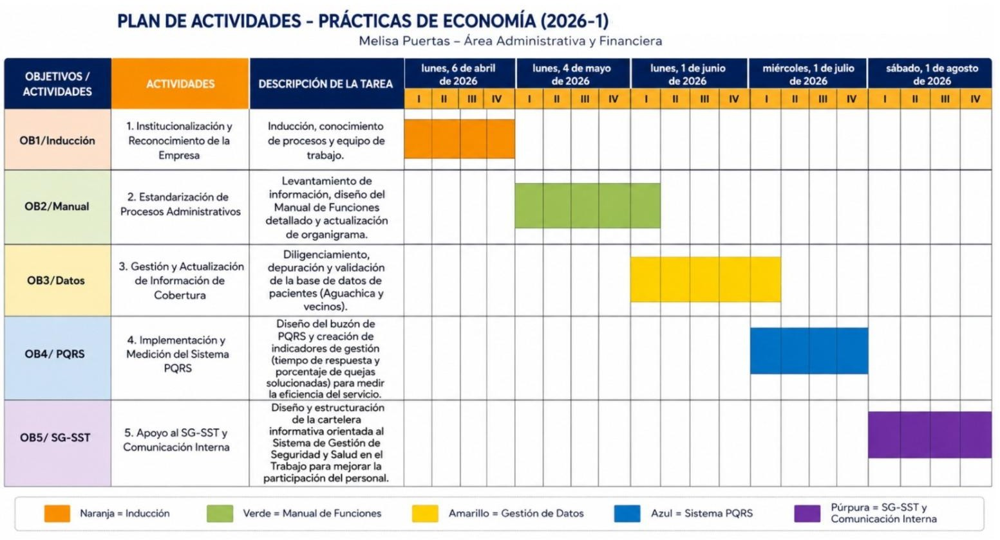 PLAN DE ACTIVIDADES - PRÁCTICAS DE ECONOMÍA (2026-1)
Melisa Puertas – Área Administrativa y Financiera
OBJETIVOS /
ACTIVIDADES
ACTIVIDADES
DESCRIPCIÓN DE LA TAREA
lunes, 6 de abril
de 2026
lunes, 4 de mayo
de 2026
lunes, 1 de junio
de 2026
miércoles, 1 de julio
de 2026
sábado, 1 de agosto
de 2026
I II III IV I II III IV I II III IV I II III IV I II III IV
OB1/Inducción
1. Institucionalización y
Reconocimiento de la
Empresa
Inducción, conocimiento
de procesos y equipo de
trabajo.
OB2/Manual
2. Estandarización de
Procesos Administrativos
Levantamiento de
información, diseño del
Manual de Funciones
detallado y actualización
de organigrama.
OB3/Datos
3. Gestión y Actualización
de Información de
Cobertura
Diligenciamiento,
depuración y validación
de la base de datos de
pacientes (Aguachica y
vecinos).
OB4/ PQRS
4. Implementación y
Medición del Sistema
PQRS
Diseño del buzón de
PQRS y creación de
indicadores de gestión
(tiempo de respuesta y
porcentaje de quejas
solucionadas) para medir
la eficiencia del servicio.
OB5/ SG-SST
5. Apoyo al SG-SST y
Comunicación Interna
Diseño y estructuración
de la cartelera
informativa orientada al
Sistema de Gestión de
Seguridad y Salud en el
Trabajo para mejorar la
participación del personal.
Naranja = Inducción
Verde = Manual de Funciones
Amarillo = Gestión de Datos
Azul = Sistema PQRS
Púrpura = SG-SST y
Comunicación Interna